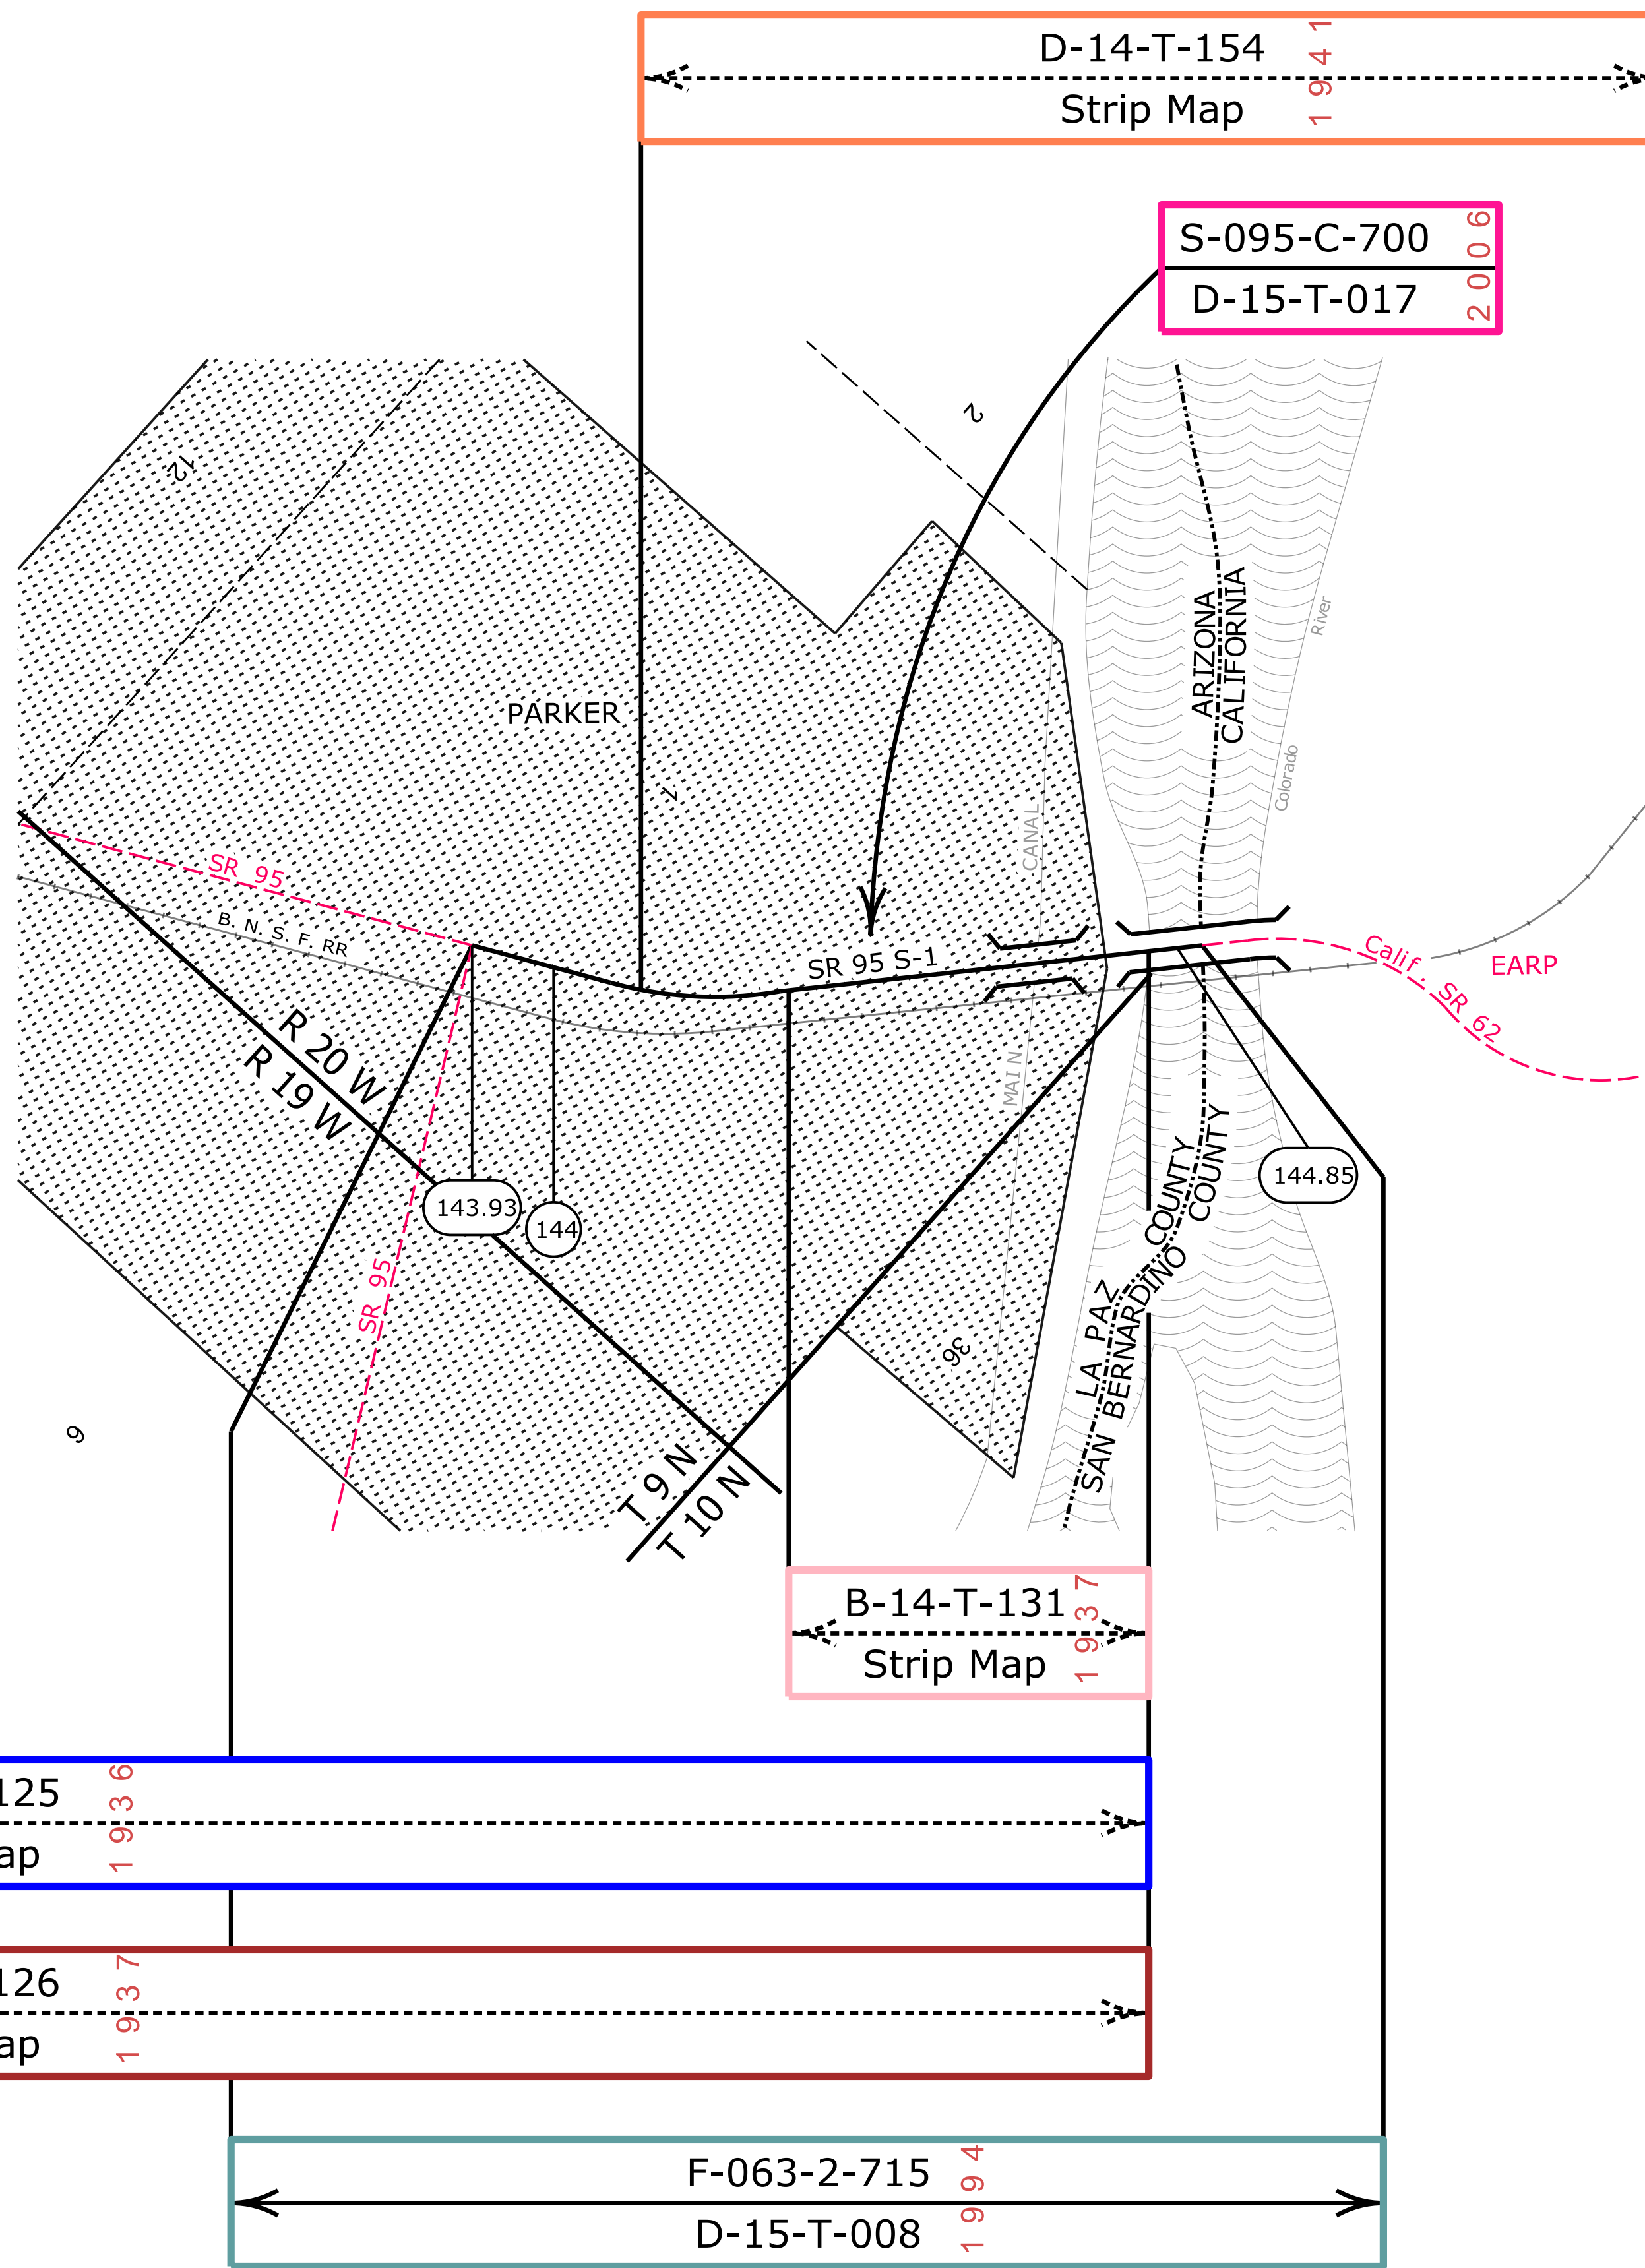 D-14-T-154
Strip Map
1941
S-095-C-700
D-15-T-017
2006
2
12
ARIZONA
CALIFORNIA
River
Colorado
PARKER
1
CANAL
MAIN
SR 95
B. N. S. F. RR
SR 95 S-1
Calif. SR 62
EARP
R 20 W
R 19 W
143.93
144
144.85
SR 95
LA PAZ COUNTY
SAN BERNARDINO COUNTY
36
6
T 9 N
T 10 N
B-14-T-131
Strip Map
1937
125
ap
1936
126
ap
1937
F-063-2-715
D-15-T-008
1994